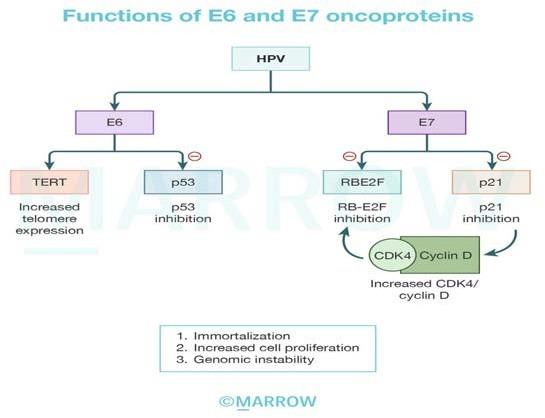 Functions of E6 and E7 oncoproteins
HPV
E6
E7
TERT
p53
RBE2F
p21
Increased
telomere
expression
p53
inhibition
RB-E2F
inhibition
p21
inhibition
CDK4
Cyclin D
Increased CDK4/
cyclin D
1. Immortalization
2. Increased cell proliferation
3. Genomic instability
MARROW
©MARROW